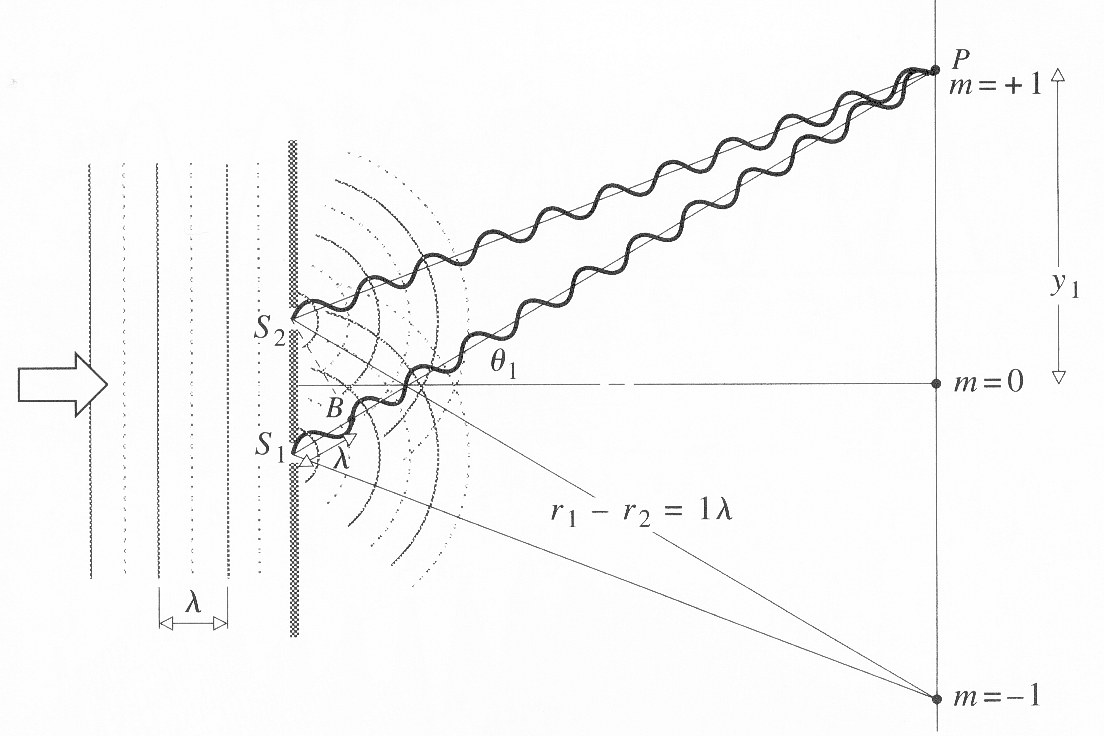 P
m = + 1
y₁
S₂
θ₁
m = 0
B
S₁
λ
r₁ – r₂ = 1λ
λ
m = –1